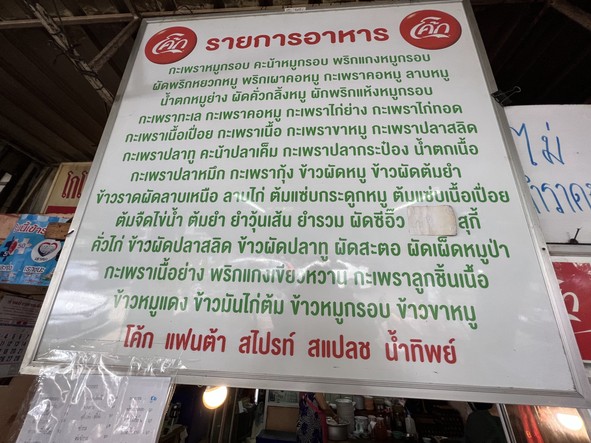 โค้ก รายการอาหาร โค้ก
กะเพราหมูกรอบ คะน้าหมูกรอบ พริกแกงหมูกรอบ
ผัดพริกหยวกหมู พริกเผาคอหมู กะเพราคอหมู ลาบหมู
น้ำตกหมูย่าง ผัดคั่วกลิ้งหมู ผักพริกแห้งหมูกรอบ
กะเพราทะเล กะเพราคอหมู กะเพราไก่ย่าง กะเพราไก่ทอด
กะเพราเนื้อเปื่อย กะเพราเนื้อ กะเพราขาหมู กะเพราปลาสลิด
กะเพราปลาทู คะน้าปลาเค็ม กะเพราปลากระป๋อง น้ำตกเนื้อ
กะเพราปลาหมึก กะเพรากุ้ง ข้าวผัดหมู ข้าวผัดต้มยำ
ข้าวราดผัดลาบเหนือ ลาบไก่ ต้มแซ่บกระดูกหมู ต้มแซ่บเนื้อเปื่อย
ต้มจืดไข่น้ำ ต้มยำ ยำวุ้นเส้น ยำรวม ผัดซีอิ๊ว สุกี้
คั่วไก่ ข้าวผัดปลาสลิด ข้าวผัดปลาทู ผัดสะตอ ผัดเผ็ดหมูป่า
กะเพราเนื้อย่าง พริกแกงเขียวหวาน กะเพราลูกชิ้นเนื้อ
ข้าวหมูแดง ข้าวมันไก่ต้ม ข้าวหมูกรอบ ข้าวขาหมู
โค้ก แฟนต้า สไปรท์ สแปลช น้ำทิพย์
ไม่